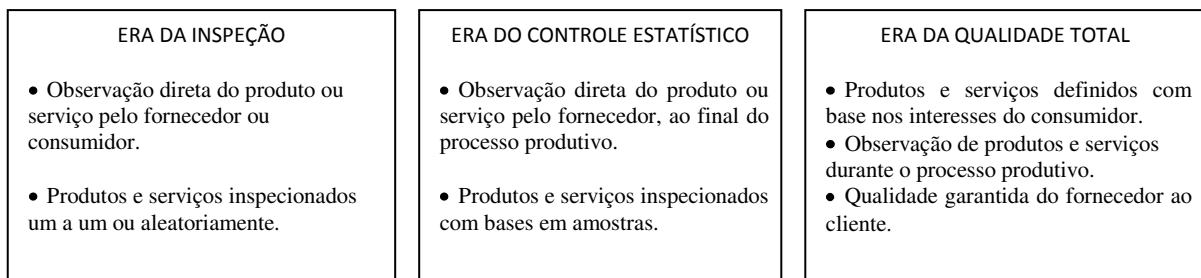 ERA DA INSPEÇÃO
• Observação direta do produto ou
serviço pelo fornecedor ou
consumidor.
• Produtos e serviços inspecionados
um a um ou aleatoriamente.
ERA DO CONTROLE ESTATÍSTICO
• Observação direta do produto ou
serviço pelo fornecedor, ao final do
processo produtivo.
• Produtos e serviços inspecionados
com bases em amostras.
ERA DA QUALIDADE TOTAL
• Produtos e serviços definidos com
base nos interesses do consumidor.
• Observação de produtos e serviços
durante o processo produtivo.
• Qualidade garantida do fornecedor ao
cliente.